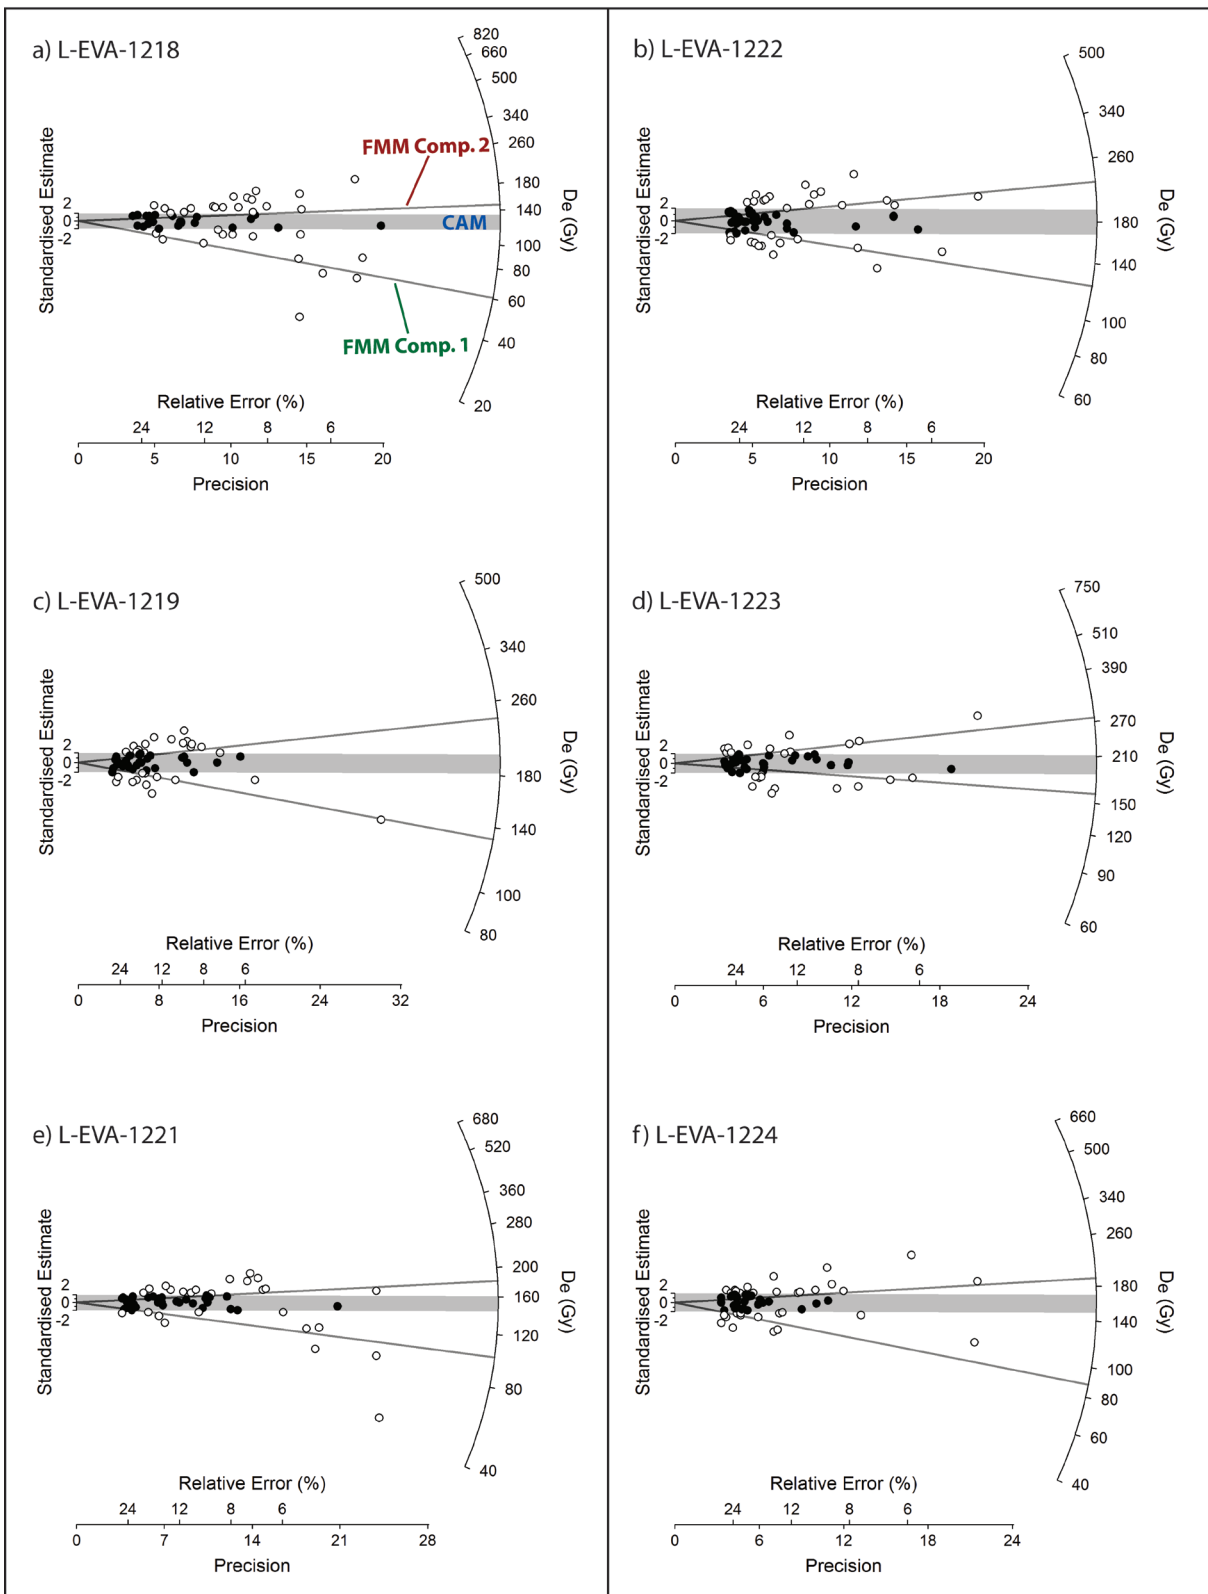 a) L-EVA-1218
Standardised Estimate
2
0
-2
820
660
500
340
260
180
140
100
80
60
40
20
De (Gy)
FMM Comp. 2
CAM
FMM Comp. 1
Relative Error (%)
24 12 8 6
0 5 10 15 20
Precision
b) L-EVA-1222
Standardised Estimate
2
0
-2
500
340
260
180
140
100
80
60
De (Gy)
Relative Error (%)
24 12 8 6
0 5 10 15 20
Precision
c) L-EVA-1219
Standardised Estimate
2
0
-2
500
340
260
180
140
100
80
De (Gy)
Relative Error (%)
24 12 8 6
0 8 16 24 32
Precision
d) L-EVA-1223
Standardised Estimate
2
0
-2
750
510
390
270
210
150
120
90
60
De (Gy)
Relative Error (%)
24 12 8 6
0 6 12 18 24
Precision
e) L-EVA-1221
Standardised Estimate
2
0
-2
680
520
360
280
200
160
120
80
40
De (Gy)
Relative Error (%)
24 12 8 6
0 7 14 21 28
Precision
f) L-EVA-1224
Standardised Estimate
2
0
-2
660
500
340
260
180
140
100
80
60
40
De (Gy)
Relative Error (%)
24 12 8 6
0 6 12 18 24
Precision